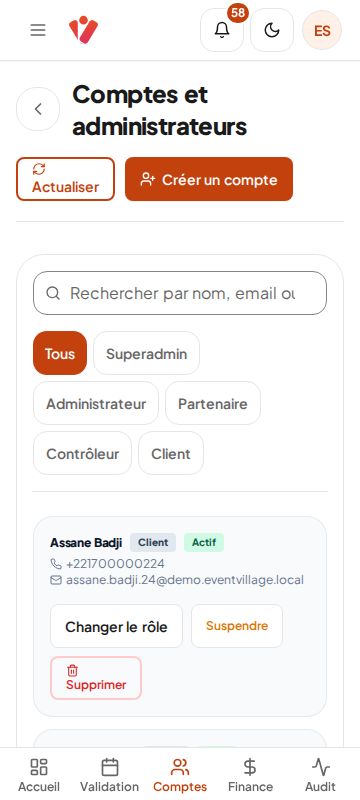 58
ES
Comptes et
administrateurs
Actualiser
Créer un compte
Rechercher par nom, email ou
Tous
Superadmin
Administrateur
Partenaire
Contrôleur
Client
Assane Badji Client Actif
+221700000224
assane.badji.24@demo.eventvillage.local
Changer le rôle
Suspendre
Supprimer
Accueil
Validation
Comptes
Finance
Audit